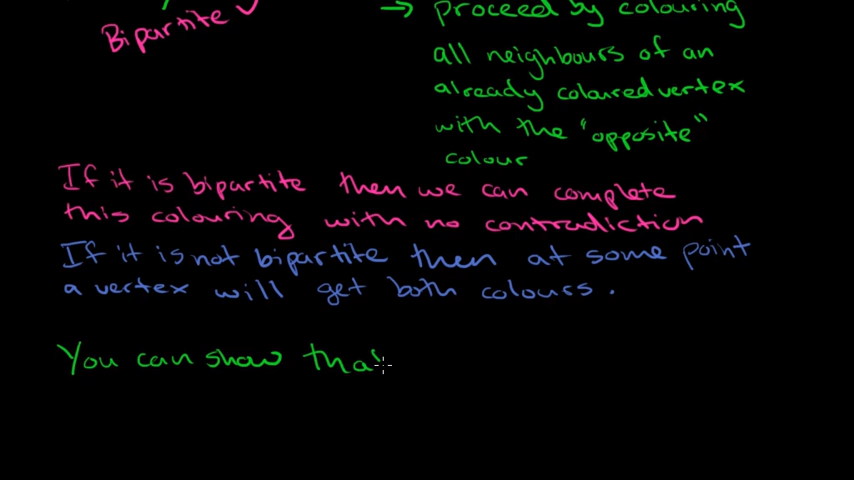 Bipartite ✓
→ Proceed by colouring
all neighbours of an
already coloured vertex
with the "opposite"
colour
If it is bipartite then we can complete
this colouring with no contradiction
If it is not bipartite then at some point
a vertex will get both colours.
You can show that